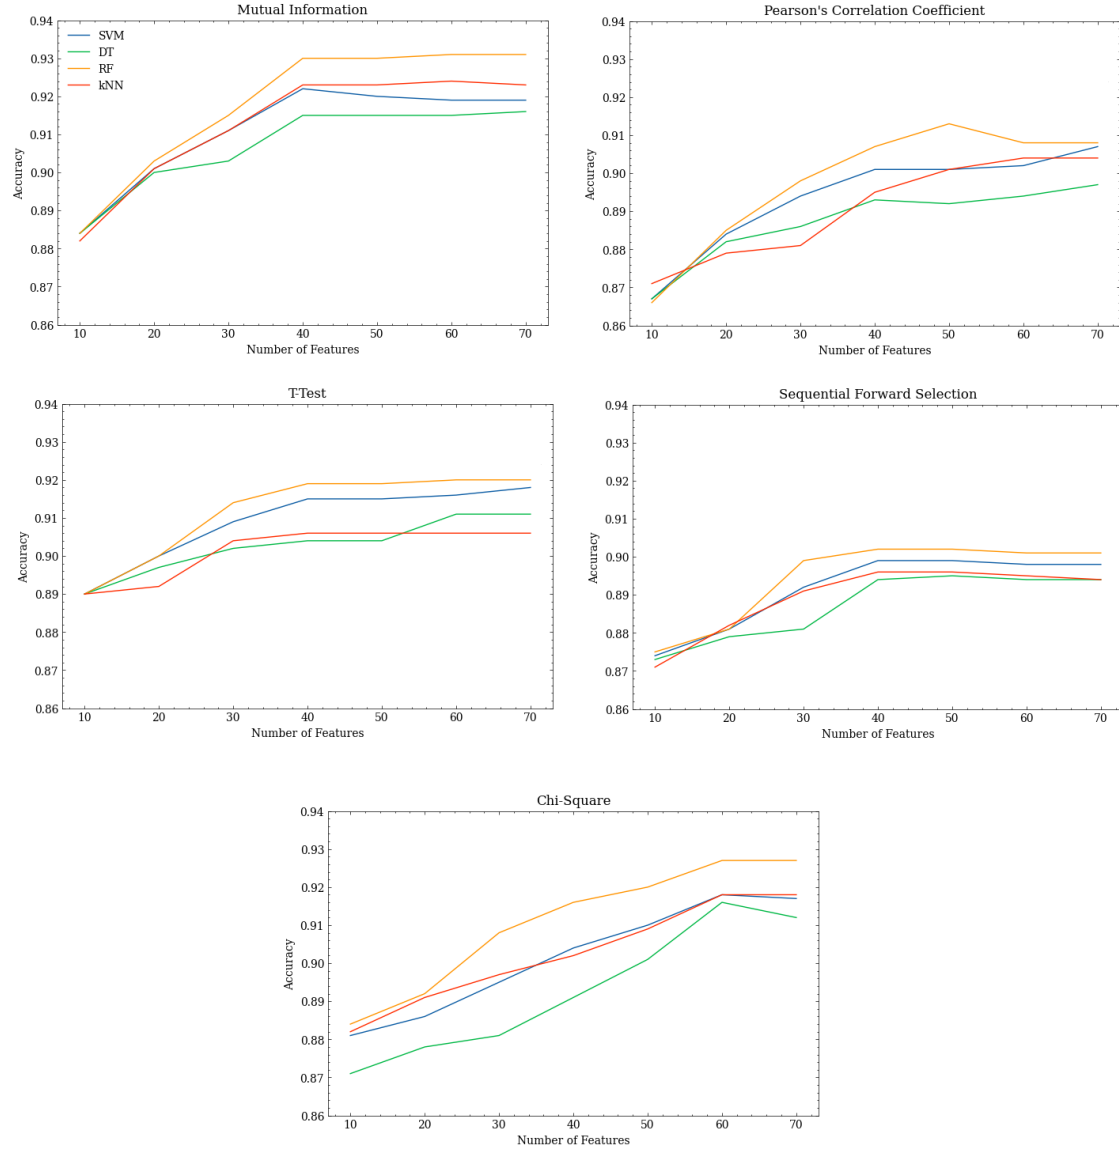 Mutual Information
0.94
0.93
0.92
0.91
0.90
0.89
0.88
0.87
0.86
Accuracy
SVM
DT
RF
kNN
10 20 30 40 50 60 70
Number of Features
Pearson's Correlation Coefficient
0.94
0.93
0.92
0.91
0.90
0.89
0.88
0.87
0.86
Accuracy
10 20 30 40 50 60 70
Number of Features
T-Test
0.94
0.93
0.92
0.91
0.90
0.89
0.88
0.87
0.86
Accuracy
10 20 30 40 50 60 70
Number of Features
Sequential Forward Selection
0.94
0.93
0.92
0.91
0.90
0.89
0.88
0.87
0.86
Accuracy
10 20 30 40 50 60 70
Number of Features
Chi-Square
0.94
0.93
0.92
0.91
0.90
0.89
0.88
0.87
0.86
Accuracy
10 20 30 40 50 60 70
Number of Features